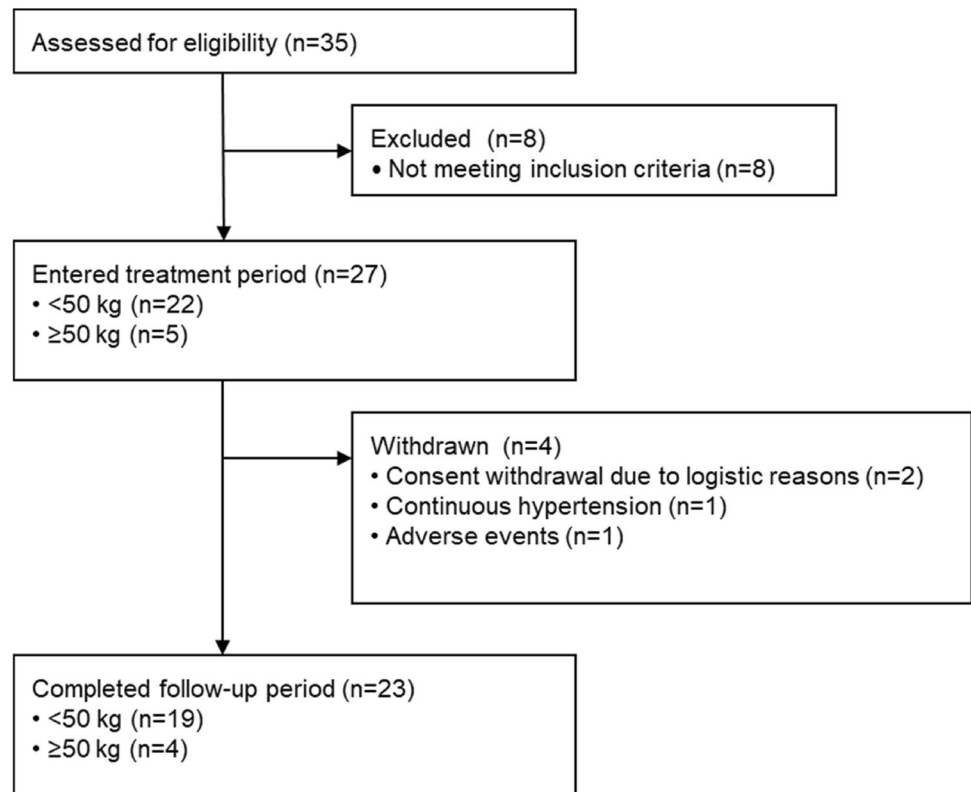 Assessed for eligibility (n=35)
Excluded  (n=8)
• Not meeting inclusion criteria (n=8)
Entered treatment period (n=27)
• <50 kg (n=22)
• ≥50 kg (n=5)
Withdrawn  (n=4)
• Consent withdrawal due to logistic reasons (n=2)
• Continuous hypertension (n=1)
• Adverse events (n=1)
Completed follow-up period (n=23)
• <50 kg (n=19)
• ≥50 kg (n=4)